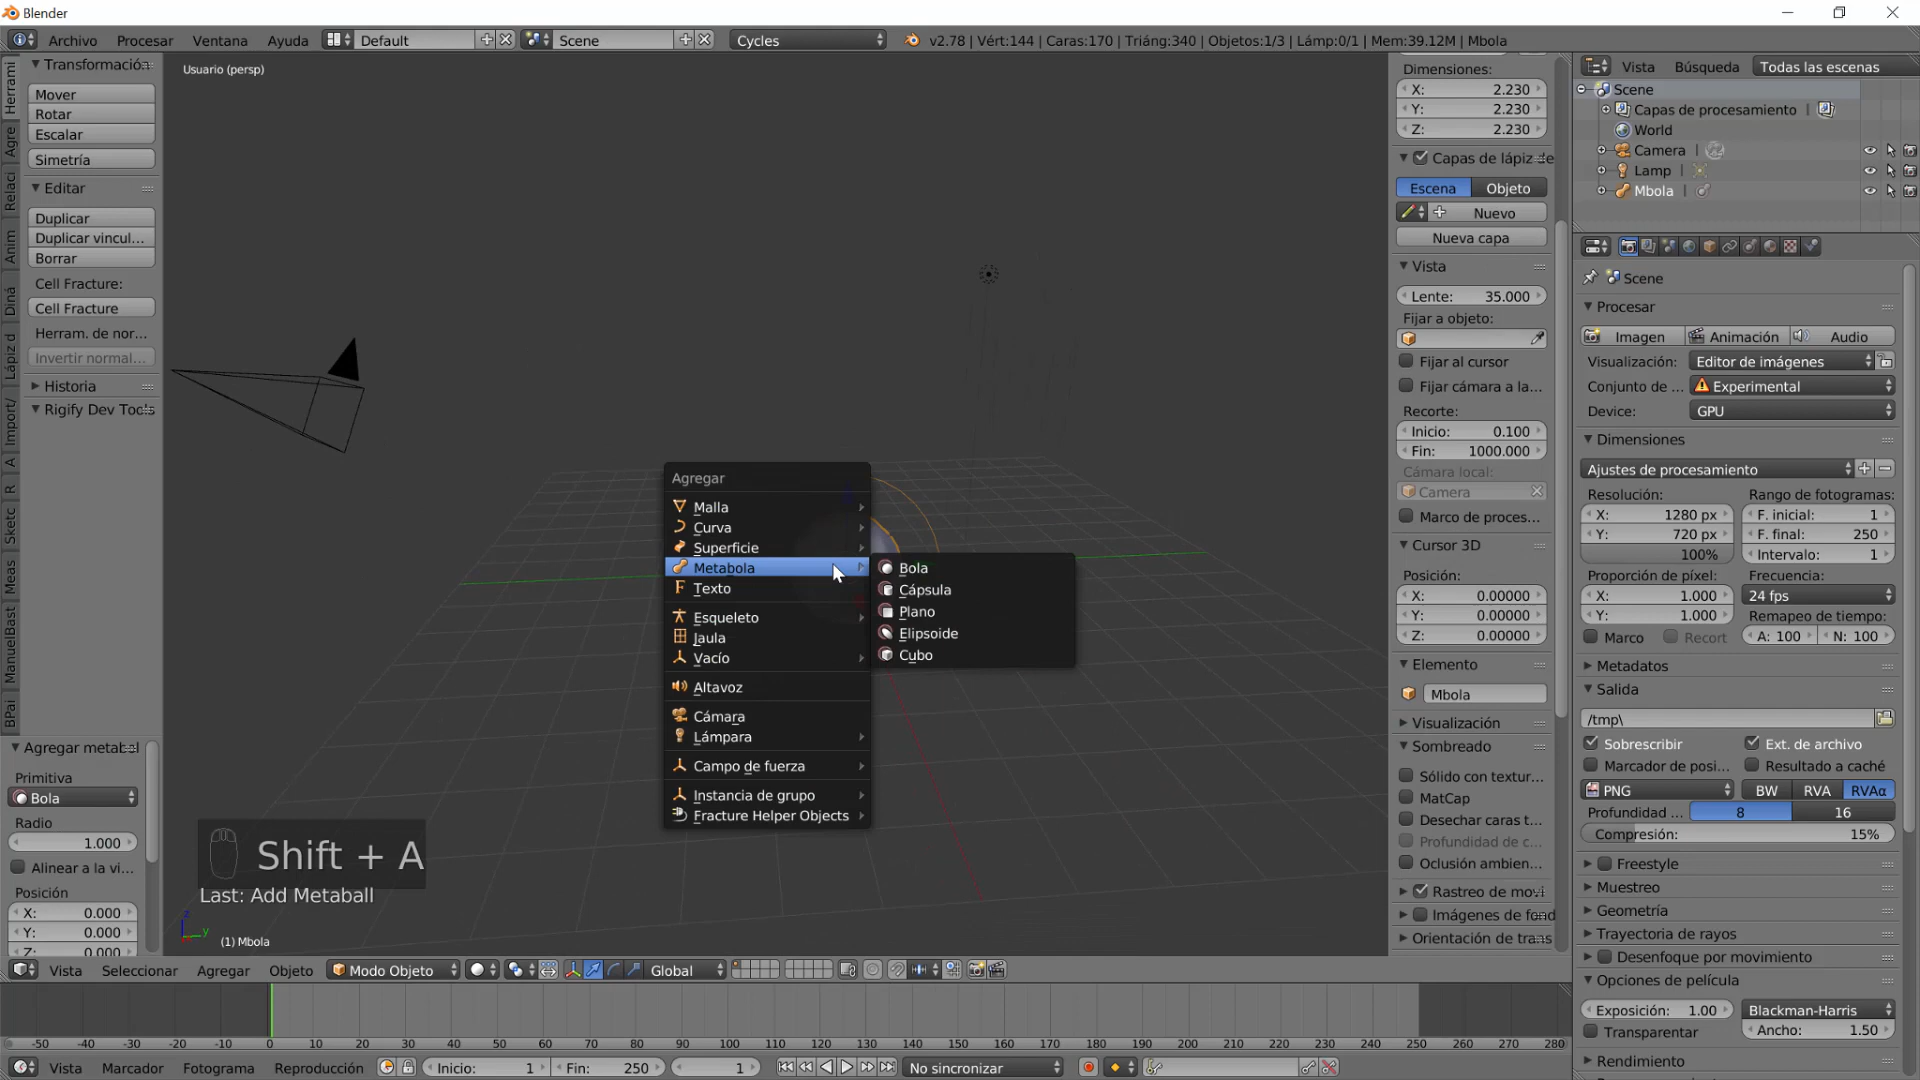 Blender
Archivo Procesar Ventana Ayuda Default Scene Cycles v2.78 | Vért:144 | Caras:170 | Triáng:340 | Objetos:1/3 | Lámp:0/1 | Mem:39.12M | Mbola
Herrami
Agre
Relaci
Anim
Diná
Lápiz d
Import/
A
R
Sketc
Meas
ManuelBast
BPai
Transformación
Mover
Rotar
Escalar
Simetría
Editar
Duplicar
Duplicar vincul...
Borrar
Cell Fracture:
Cell Fracture
Herram. de nor...
Invertir normal...
Historia
Rigify Dev Tools
Agregar metabal
Primitiva
Bola
Radio
1.000
Alinear a la vi...
Posición
X: 0.000
Y: 0.000
Z: 0.000
Usuario (persp)
Agregar
Malla
Curva
Superficie
Metabola
Texto
Esqueleto
Jaula
Vacío
Altavoz
Cámara
Lámpara
Campo de fuerza
Instancia de grupo
Fracture Helper Objects
Bola
Cápsula
Plano
Elipsoide
Cubo
Shift + A
Last: Add Metaball
z
y
(1) Mbola
Vista Seleccionar Agregar Objeto Modo Objeto Global
Dimensiones:
X: 2.230
Y: 2.230
Z: 2.230
Capas de lápiz de
Escena Objeto
Nuevo
Nueva capa
Vista
Lente: 35.000
Fijar a objeto:
Fijar al cursor
Fijar cámara a la...
Recorte:
Inicio: 0.100
Fin: 1000.000
Cámara local:
Camera
Marco de proces...
Cursor 3D
Posición:
X: 0.00000
Y: 0.00000
Z: 0.00000
Elemento
Mbola
Visualización
Sombreado
Sólido con textur...
MatCap
Desechar caras t...
Profundidad de c...
Oclusión ambien...
Rastreo de movi
Imágenes de fond
Orientación de trans
Vista Búsqueda Todas las escenas
Scene
Capas de procesamiento |
World
Camera |
Lamp |
Mbola |
Scene
Procesar
Imagen Animación Audio
Visualización: Editor de imágenes
Conjunto de ... Experimental
Device: GPU
Dimensiones
Ajustes de procesamiento
Resolución: Rango de fotogramas:
X: 1280 px F. inicial: 1
Y: 720 px F. final: 250
100% Intervalo: 1
Proporción de píxel: Frecuencia:
X: 1.000 24 fps
Y: 1.000 Remapeo de tiempo:
Marco Recort A: 100 N: 100
Metadatos
Salida
/tmp\
Sobrescribir Ext. de archivo
Marcador de posi... Resultado a caché
PNG BW RVA RVAα
Profundidad ... 8 16
Compresión: 15%
Freestyle
Muestreo
Geometría
Trayectoria de rayos
Desenfoque por movimiento
Opciones de película
Exposición: 1.00 Blackman-Harris
Transparentar Ancho: 1.50
Rendimiento
-50 -40 -30 -20 -10 0 10 20 30 40 50 60 70 80 90 100 110 120 130 140 150 160 170 180 190 200 210 220 230 240 250 260 270 280
Vista Marcador Fotograma Reproducción Inicio: 1 Fin: 250 1 No sincronizar